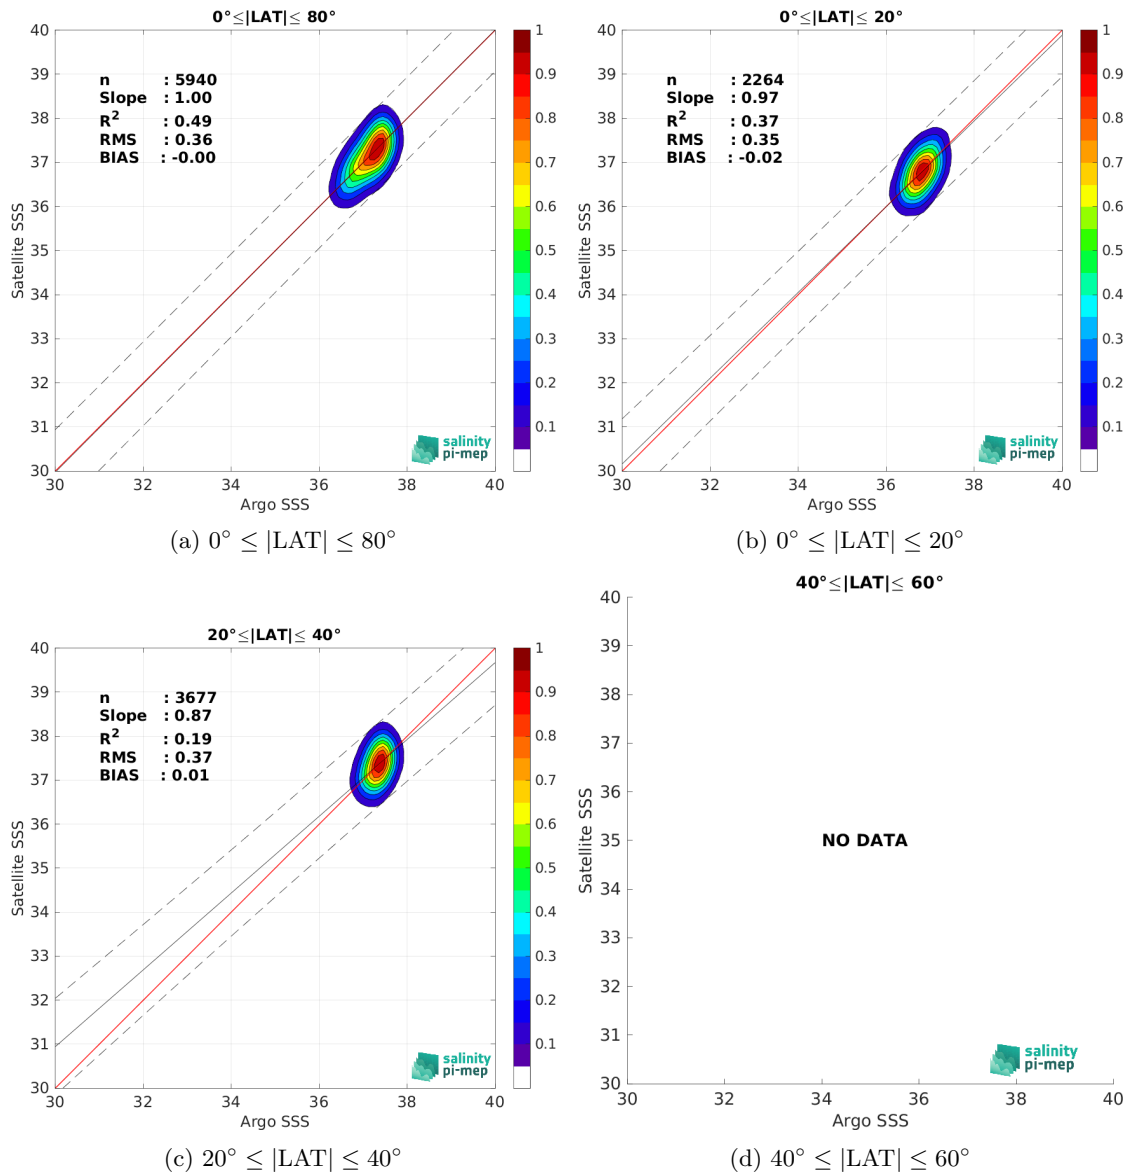 0°≤|LAT|≤ 80°
40
39
38
37
36
35
34
33
32
31
30
30 32 34 36 38 40
Satellite SSS
Argo SSS
n : 5940
Slope : 1.00
R² : 0.49
RMS : 0.36
BIAS : -0.00
1
0.9
0.8
0.7
0.6
0.5
0.4
0.3
0.2
0.1
salinity
pi-mep
(a) 0° ≤ |LAT| ≤ 80°
0°≤|LAT|≤ 20°
40
39
38
37
36
35
34
33
32
31
30
30 32 34 36 38 40
Satellite SSS
Argo SSS
n : 2264
Slope : 0.97
R² : 0.37
RMS : 0.35
BIAS : -0.02
1
0.9
0.8
0.7
0.6
0.5
0.4
0.3
0.2
0.1
salinity
pi-mep
(b) 0° ≤ |LAT| ≤ 20°
20°≤|LAT|≤ 40°
40
39
38
37
36
35
34
33
32
31
30
30 32 34 36 38 40
Satellite SSS
Argo SSS
n : 3677
Slope : 0.87
R² : 0.19
RMS : 0.37
BIAS : 0.01
1
0.9
0.8
0.7
0.6
0.5
0.4
0.3
0.2
0.1
salinity
pi-mep
(c) 20° ≤ |LAT| ≤ 40°
40°≤|LAT|≤ 60°
40
39
38
37
36
35
34
33
32
31
30
30 32 34 36 38 40
Satellite SSS
Argo SSS
NO DATA
salinity
pi-mep
(d) 40° ≤ |LAT| ≤ 60°